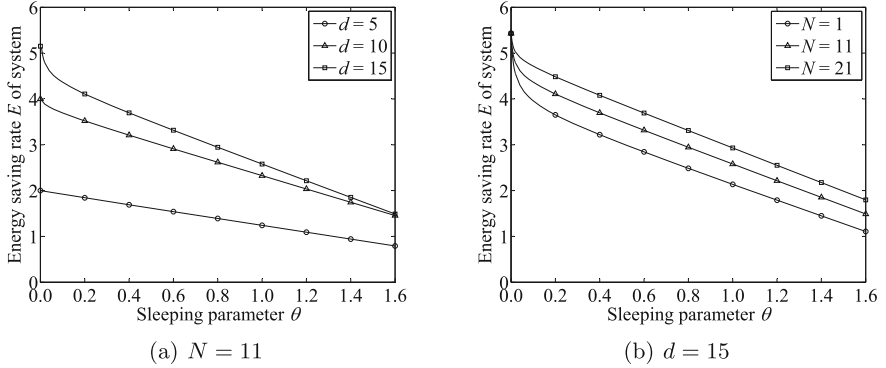 6
5
4
3
2
1
0
0.0 0.2 0.4 0.6 0.8 1.0 1.2 1.4 1.6
Energy saving rate E of system
Sleeping parameter θ
d = 5
d = 10
d = 15
(a) N = 11
6
5
4
3
2
1
0
0.0 0.2 0.4 0.6 0.8 1.0 1.2 1.4 1.6
Energy saving rate E of system
Sleeping parameter θ
N = 1
N = 11
N = 21
(b) d = 15